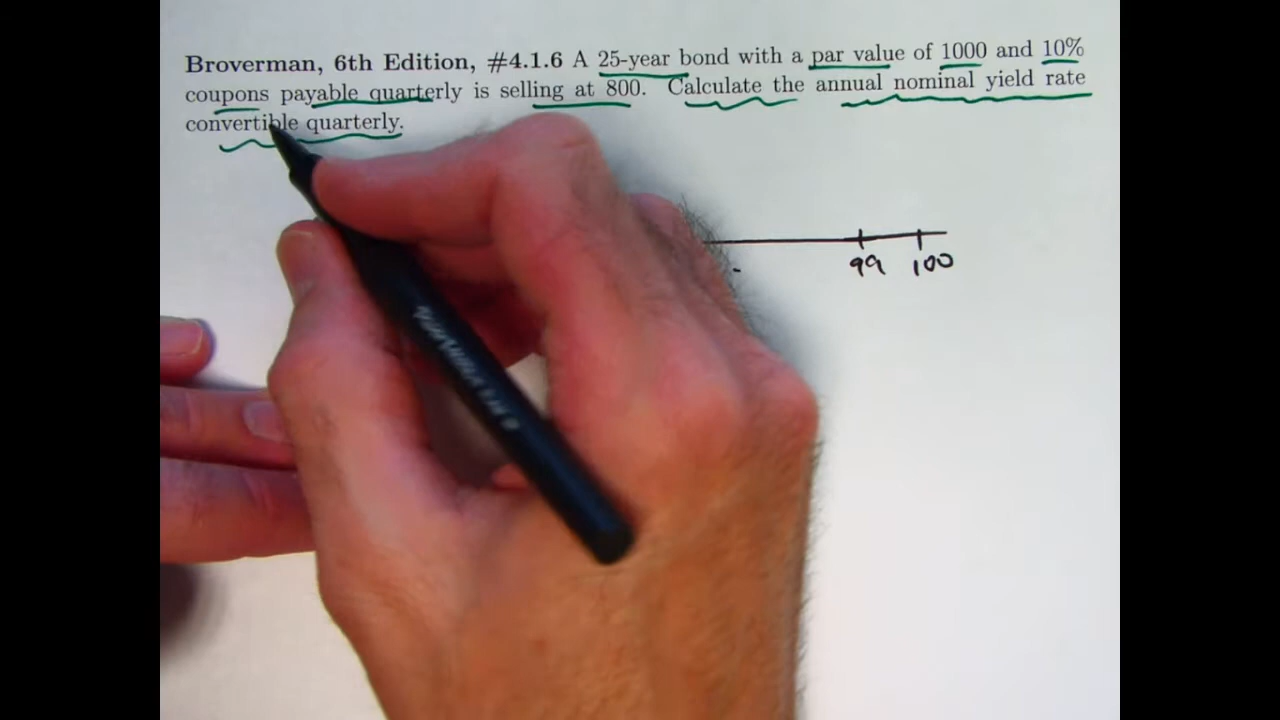 Broverman, 6th Edition, #4.1.6 A 25-year bond with a par value of 1000 and 10%
coupons payable quarterly is selling at 800. Calculate the annual nominal yield rate
convertible quarterly.
99 100